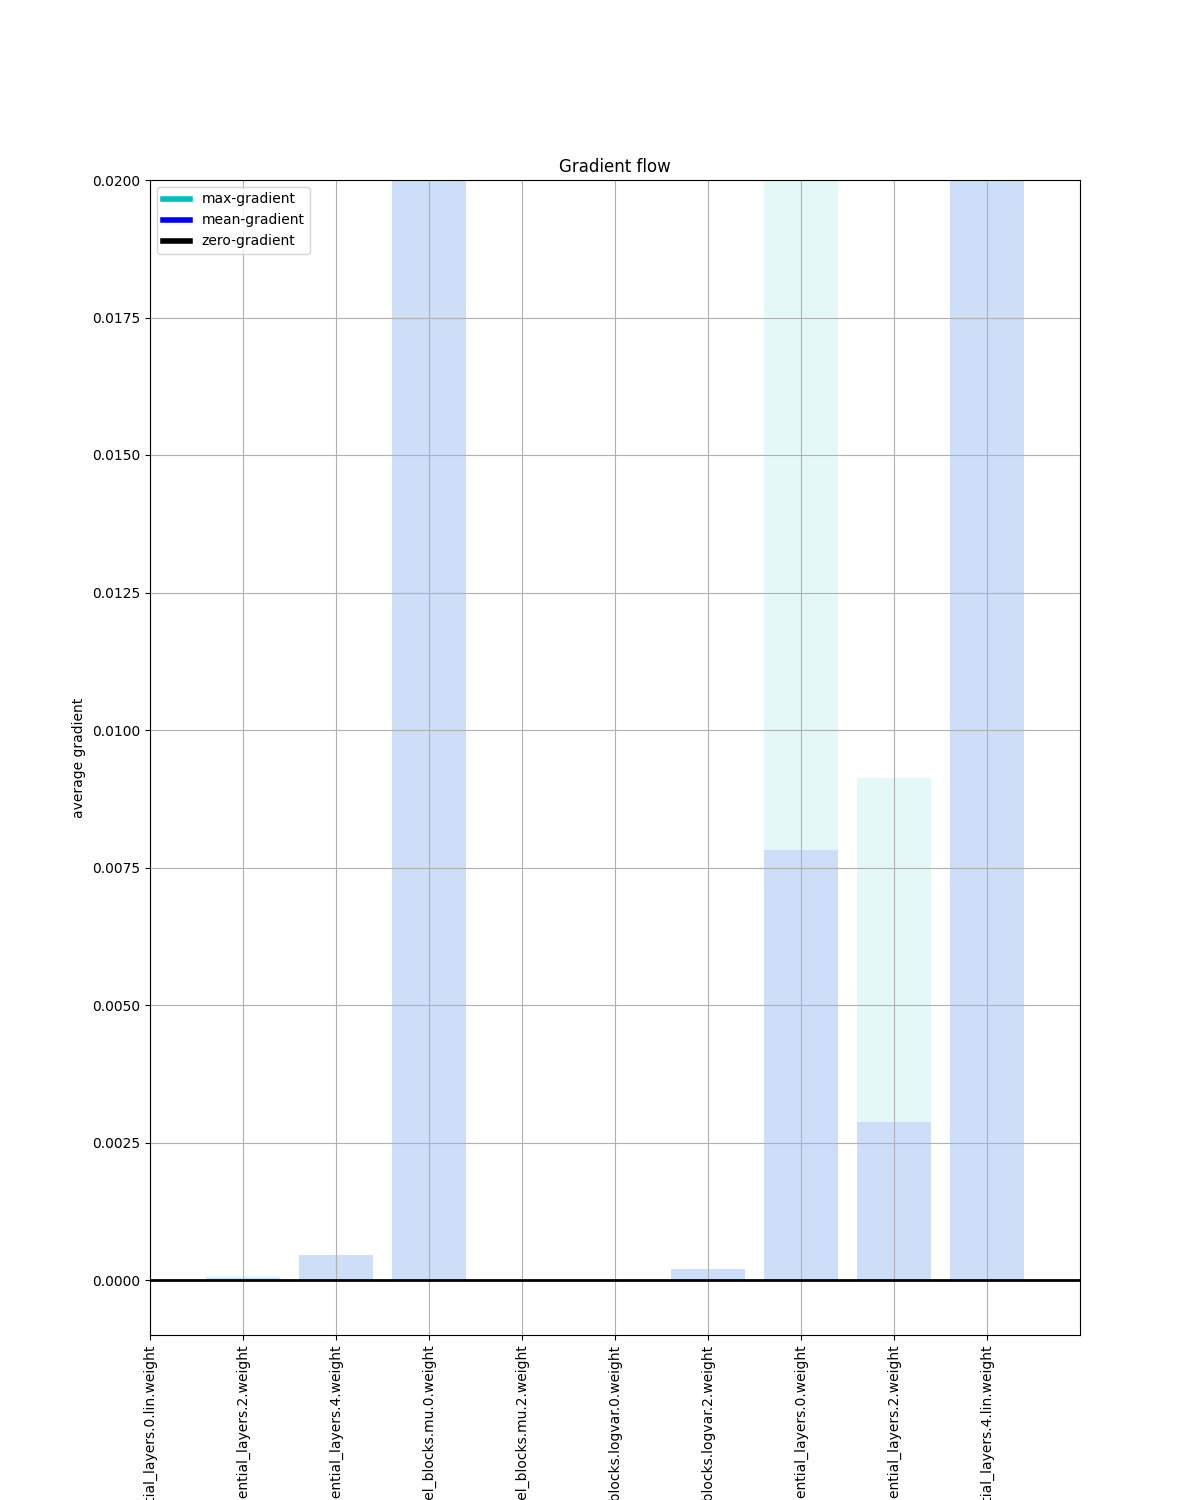 Gradient flow
max-gradient
mean-gradient
zero-gradient
0.0200
0.0175
0.0150
0.0125
0.0100
0.0075
0.0050
0.0025
0.0000
average gradient
tial_layers.0.lin.weight
ential_layers.2.weight
ential_layers.4.weight
el_blocks.mu.0.weight
el_blocks.mu.2.weight
blocks.logvar.0.weight
blocks.logvar.2.weight
ential_layers.0.weight
ential_layers.2.weight
tial_layers.4.lin.weight